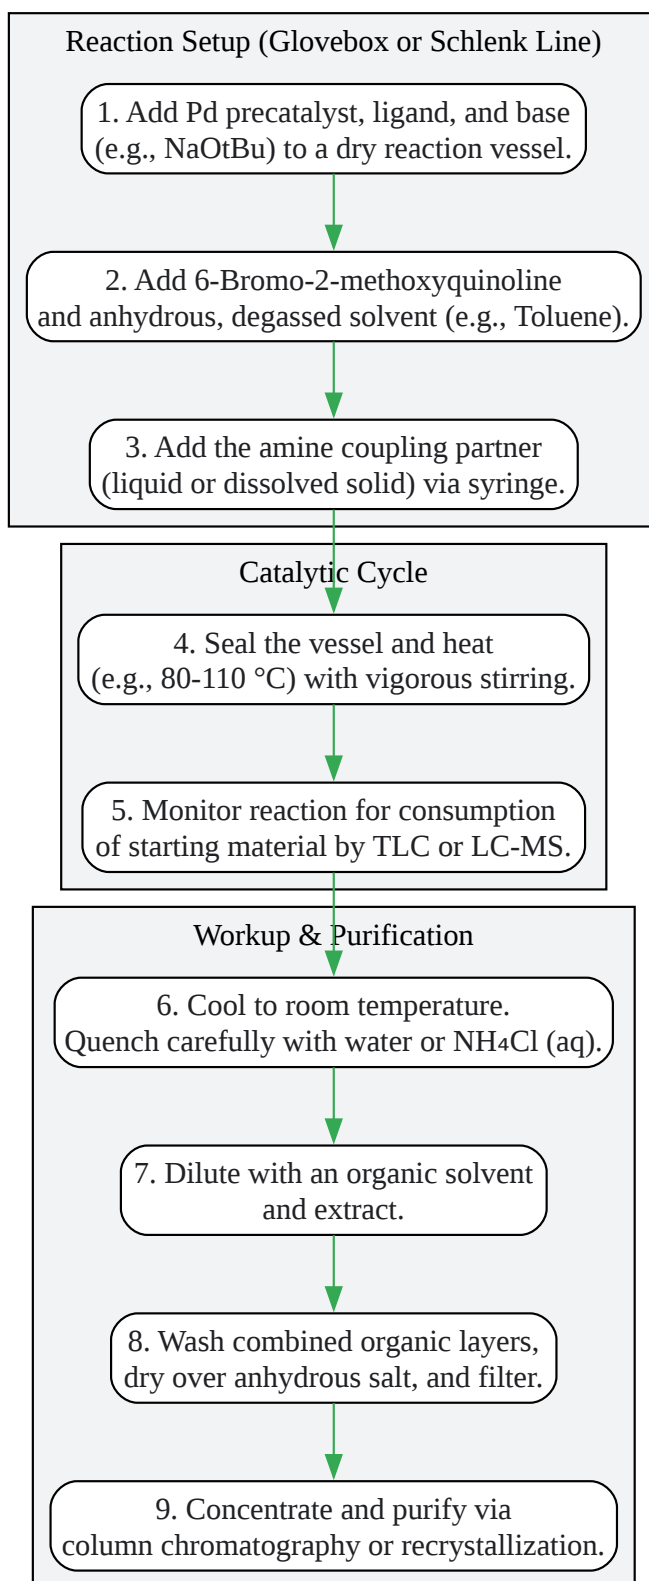 Reaction Setup (Glovebox or Schlenk Line)
1. Add Pd precatalyst, ligand, and base
(e.g., NaOtBu) to a dry reaction vessel.
2. Add 6-Bromo-2-methoxyquinoline
and anhydrous, degassed solvent (e.g., Toluene).
3. Add the amine coupling partner
(liquid or dissolved solid) via syringe.
Catalytic Cycle
4. Seal the vessel and heat
(e.g., 80-110 °C) with vigorous stirring.
5. Monitor reaction for consumption
of starting material by TLC or LC-MS.
Workup & Purification
6. Cool to room temperature.
Quench carefully with water or NH₄Cl (aq).
7. Dilute with an organic solvent
and extract.
8. Wash combined organic layers,
dry over anhydrous salt, and filter.
9. Concentrate and purify via
column chromatography or recrystallization.